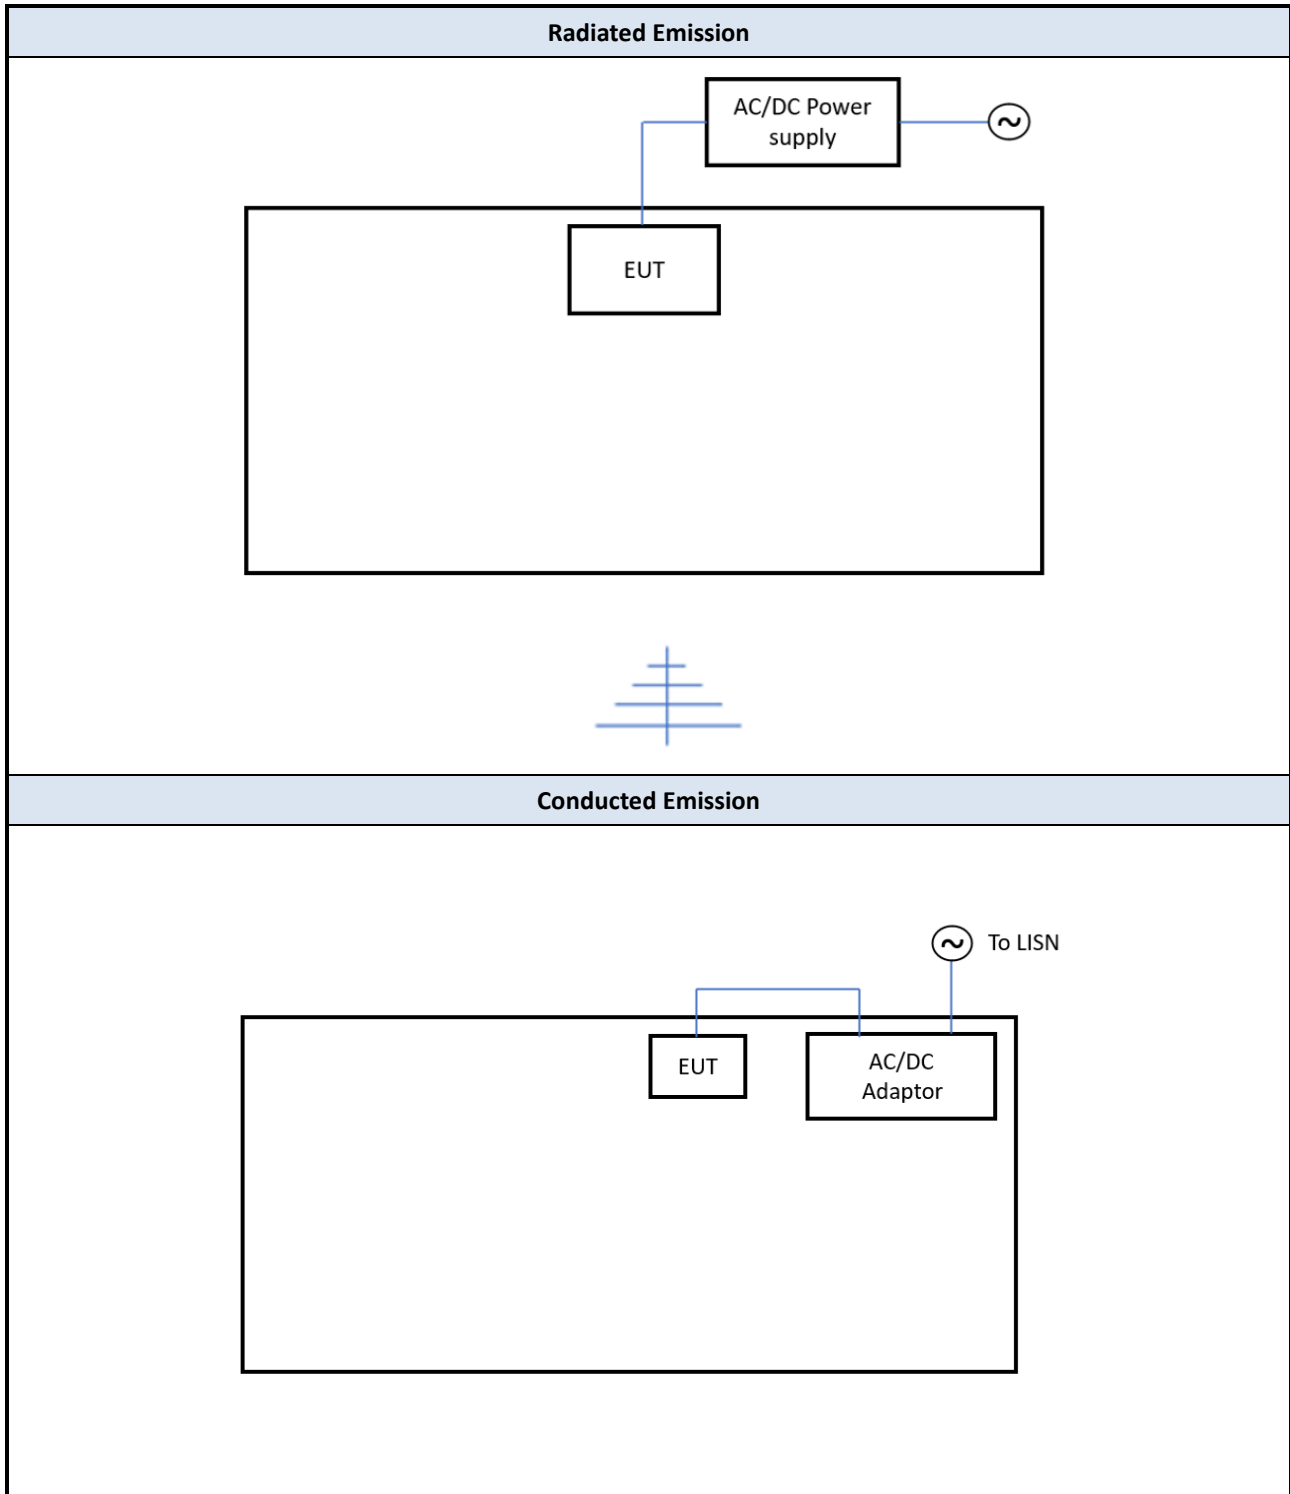 Radiated Emission
AC/DC Power
supply
EUT
Conducted Emission
To LISN
EUT
AC/DC
Adaptor